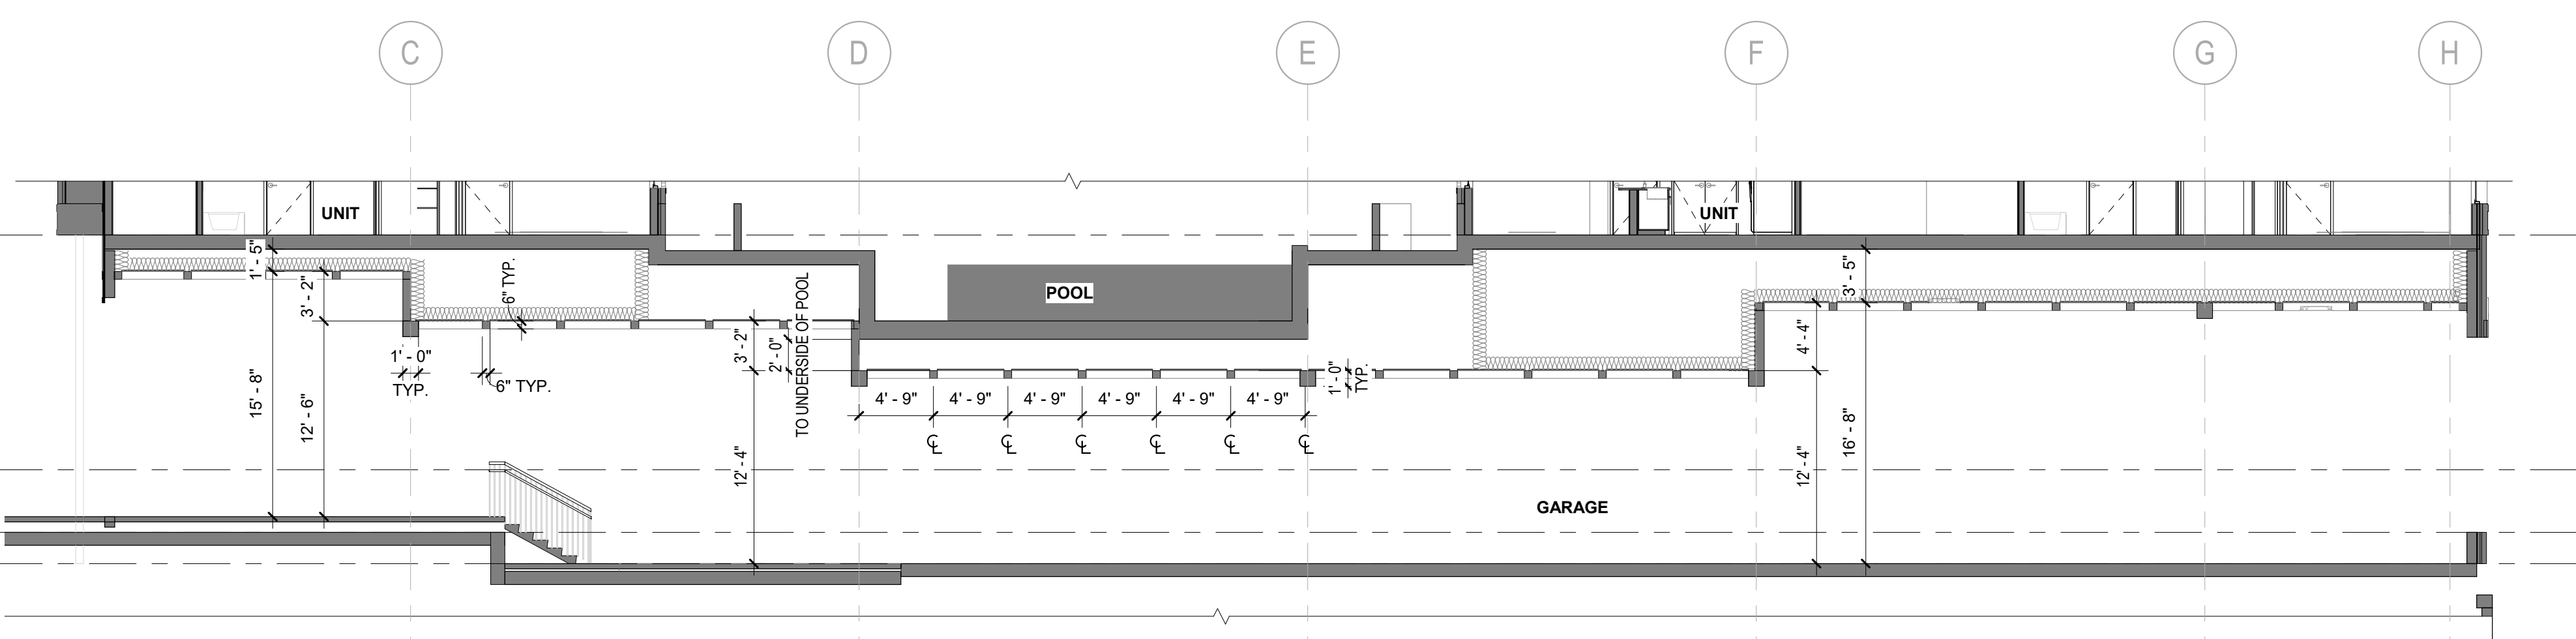 C
D
E
F
G
H
UNIT
UNIT
1' - 5"
3' - 2"
6" TYP.
TO UNDERSIDE OF POOL
POOL
3' - 5"
3' - 2"
2' - 0"
4' - 4"
1' - 0"
TYP.
6" TYP.
1' - 0"
TYP.
15' - 8"
12' - 6"
4' - 9"
4' - 9"
4' - 9"
4' - 9"
4' - 9"
4' - 9"
℄
℄
℄
℄
℄
℄
16' - 8"
12' - 4"
12' - 4"
GARAGE